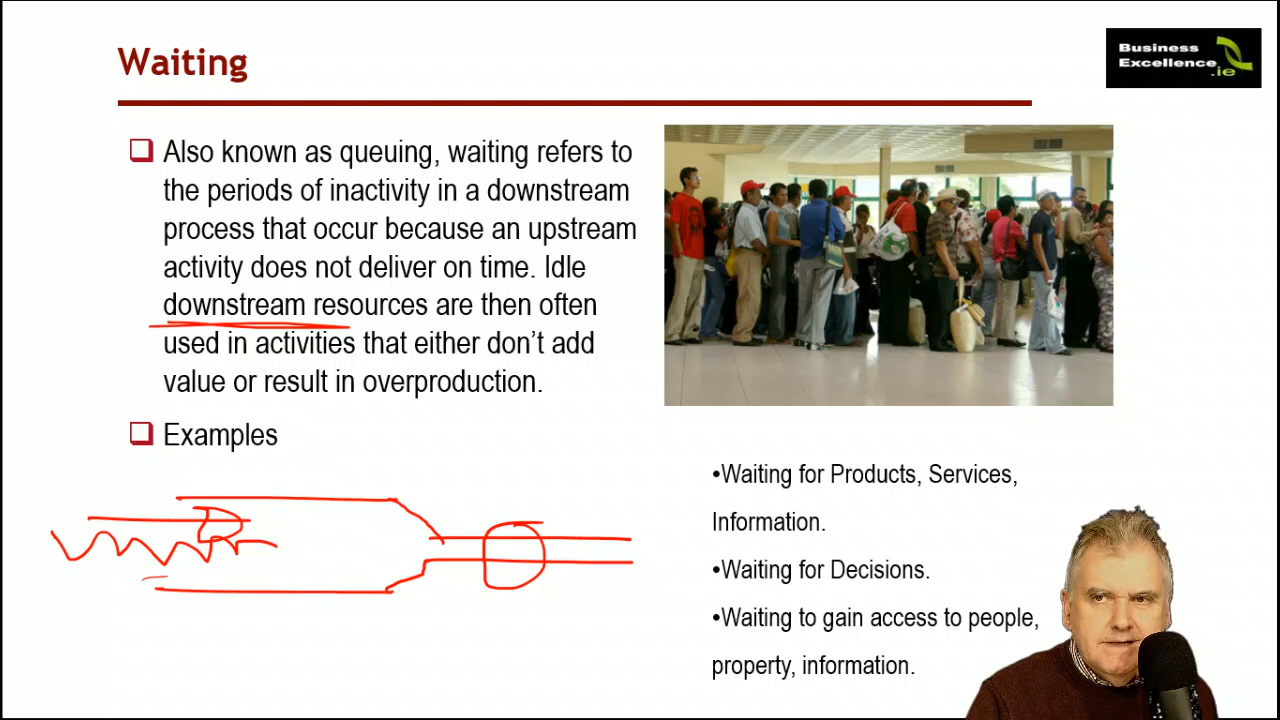 Waiting
Business
Excellence
.ie
Also known as queuing, waiting refers to
the periods of inactivity in a downstream
process that occur because an upstream
activity does not deliver on time. Idle
downstream resources are then often
used in activities that either don’t add
value or result in overproduction.
Examples
•Waiting for Products, Services,
Information.
•Waiting for Decisions.
•Waiting to gain access to people,
property, information.